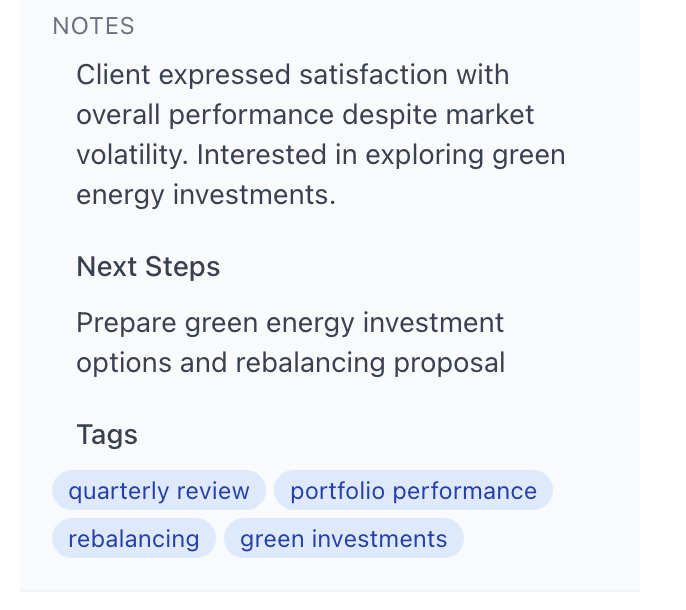 NOTES
Client expressed satisfaction with
overall performance despite market
volatility. Interested in exploring green
energy investments.
Next Steps
Prepare green energy investment
options and rebalancing proposal
Tags
quarterly review portfolio performance
rebalancing green investments